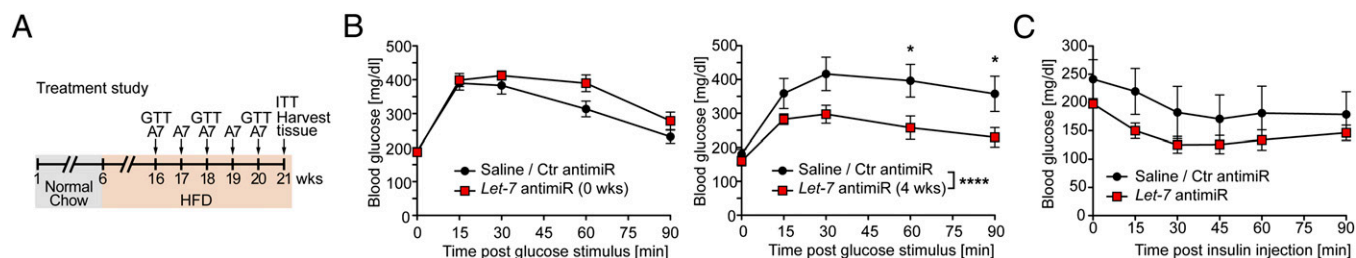 A
Treatment study
GTT GTT GTT ITT Harvest tissue
A7 A7 A7 A7 A7
1 6 16 17 18 19 20 21 wks
Normal Chow
HFD
B
Blood glucose [mg/dl]
500
400
300
200
100
0
0 15 30 45 60 75 90
Time post glucose stimulus [min]
Saline / Ctr antimiR
Let-7 antimiR (0 wks)
Blood glucose [mg/dl]
500
400
300
200
100
0
0 15 30 45 60 75 90
Time post glucose stimulus [min]
* *
Saline / Ctr antimiR
Let-7 antimiR (4 wks)
****
C
Blood glucose [mg/dl]
300
250
200
150
100
50
0
0 15 30 45 60 75 90
Time post insulin injection [min]
Saline / Ctr antimiR
Let-7 antimiR